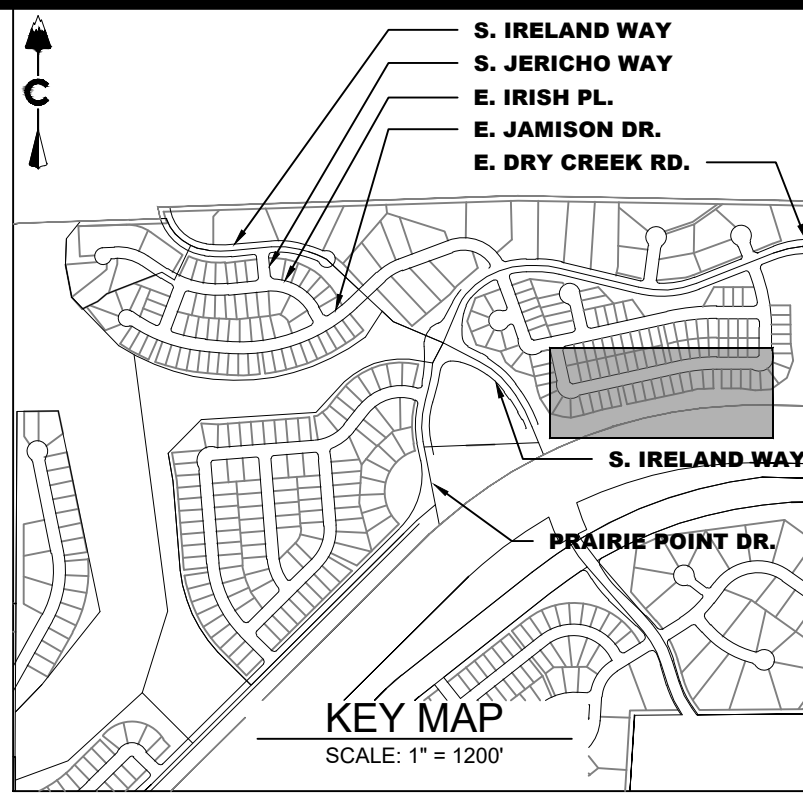 S. IRELAND WAY
S. JERICHO WAY
E. IRISH PL.
E. JAMISON DR.
E. DRY CREEK RD.
C
S. IRELAND WAY
PRAIRIE POINT DR.
KEY MAP
SCALE: 1" = 1200'